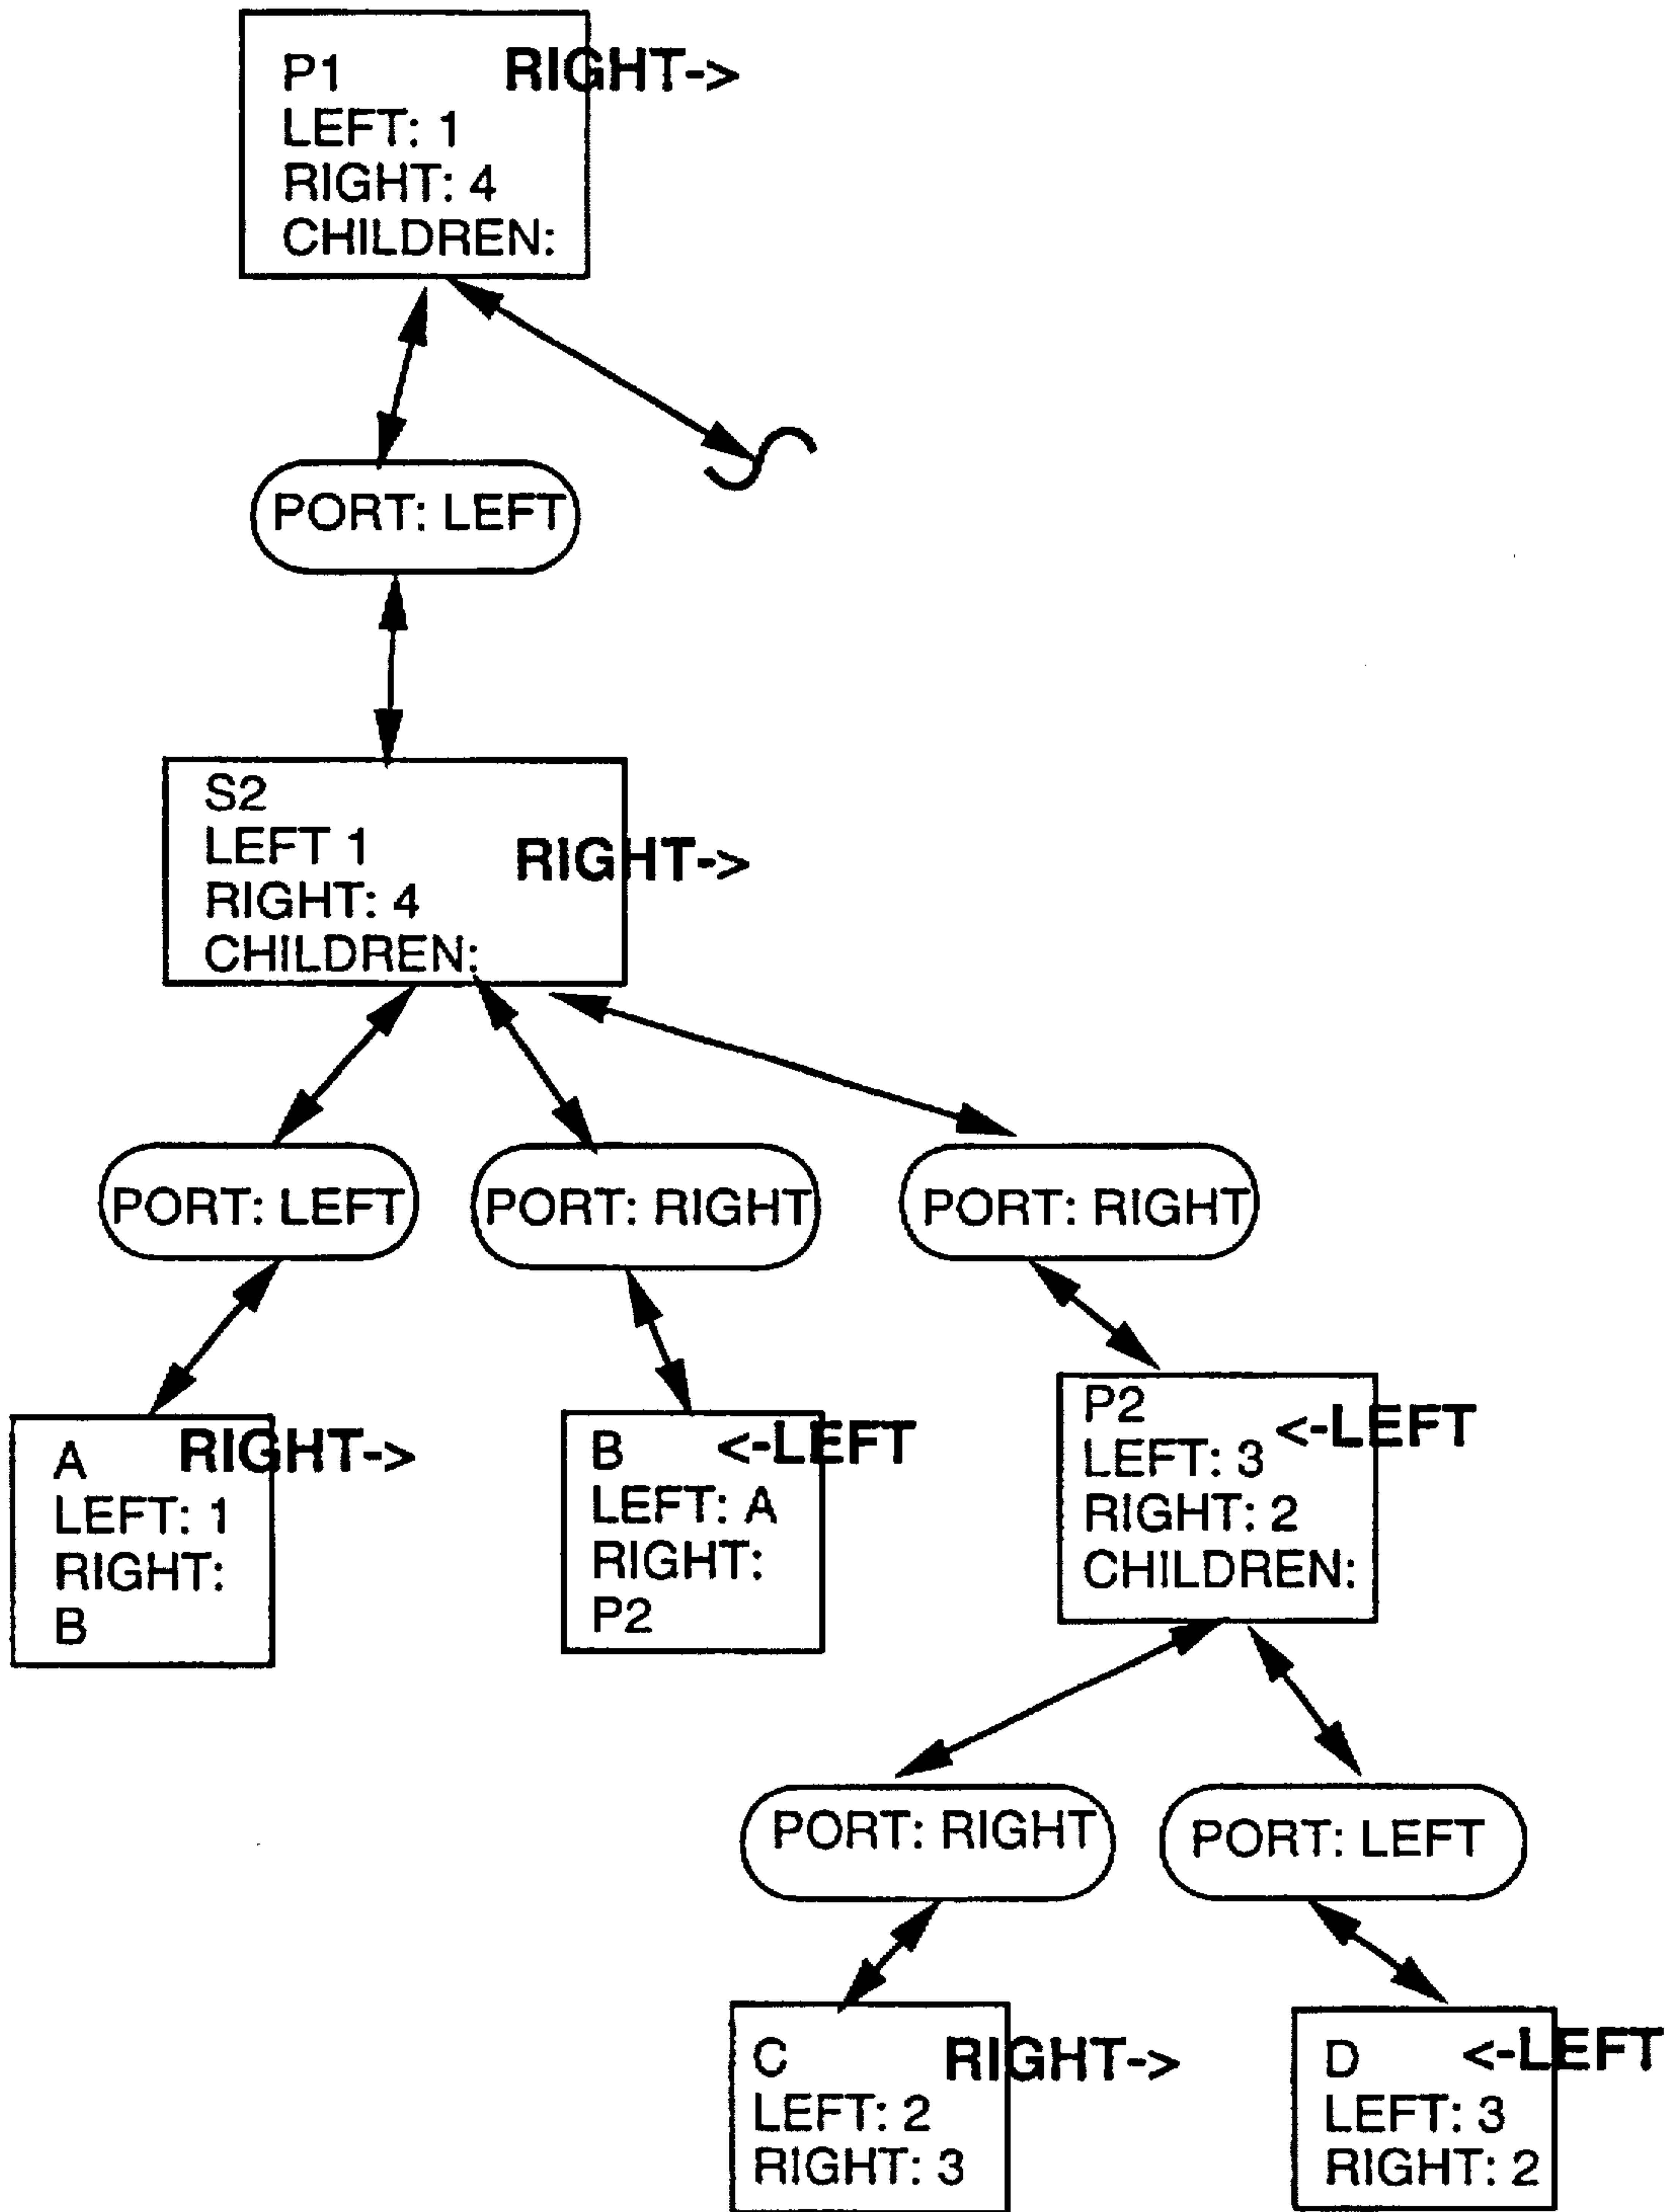 P1 RIGHT->
LEFT: 1
RIGHT: 4
CHILDREN:
PORT: LEFT
S2
LEFT 1 RIGHT->
RIGHT: 4
CHILDREN:
PORT: LEFT
PORT: RIGHT
PORT: RIGHT
A RIGHT->
LEFT: 1
RIGHT:
B
B <-LEFT
LEFT: A
RIGHT:
P2
P2 <-LEFT
LEFT: 3
RIGHT: 2
CHILDREN:
PORT: RIGHT
PORT: LEFT
C RIGHT->
LEFT: 2
RIGHT: 3
D <-LEFT
LEFT: 3
RIGHT: 2